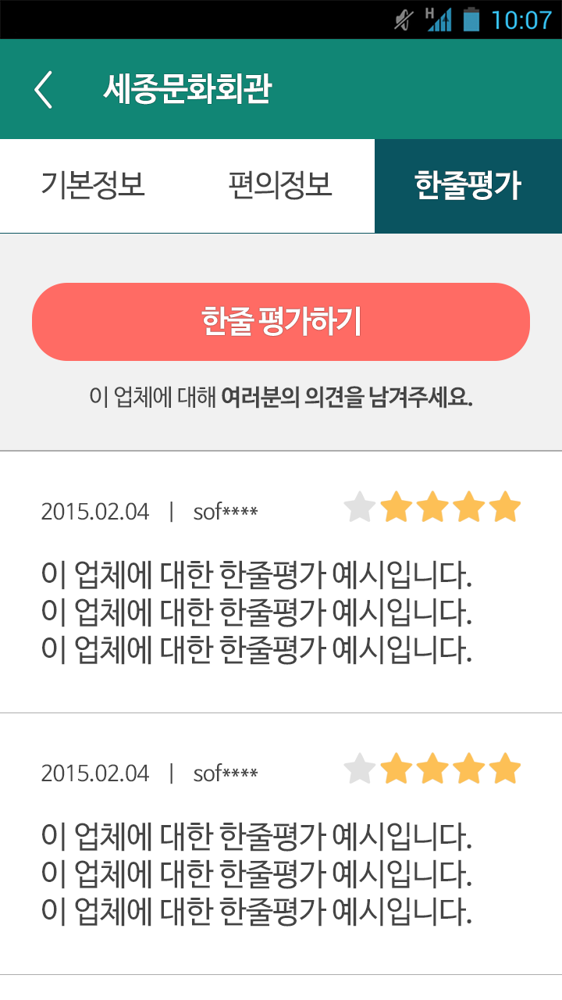 H 10:07
세종문화회관
기본정보 편의정보 한줄평가
한줄 평가하기
이 업체에 대해 여러분의 의견을 남겨주세요.
2015.02.04 | sof****
이 업체에 대한 한줄평가 예시입니다.
이 업체에 대한 한줄평가 예시입니다.
이 업체에 대한 한줄평가 예시입니다.
2015.02.04 | sof****
이 업체에 대한 한줄평가 예시입니다.
이 업체에 대한 한줄평가 예시입니다.
이 업체에 대한 한줄평가 예시입니다.